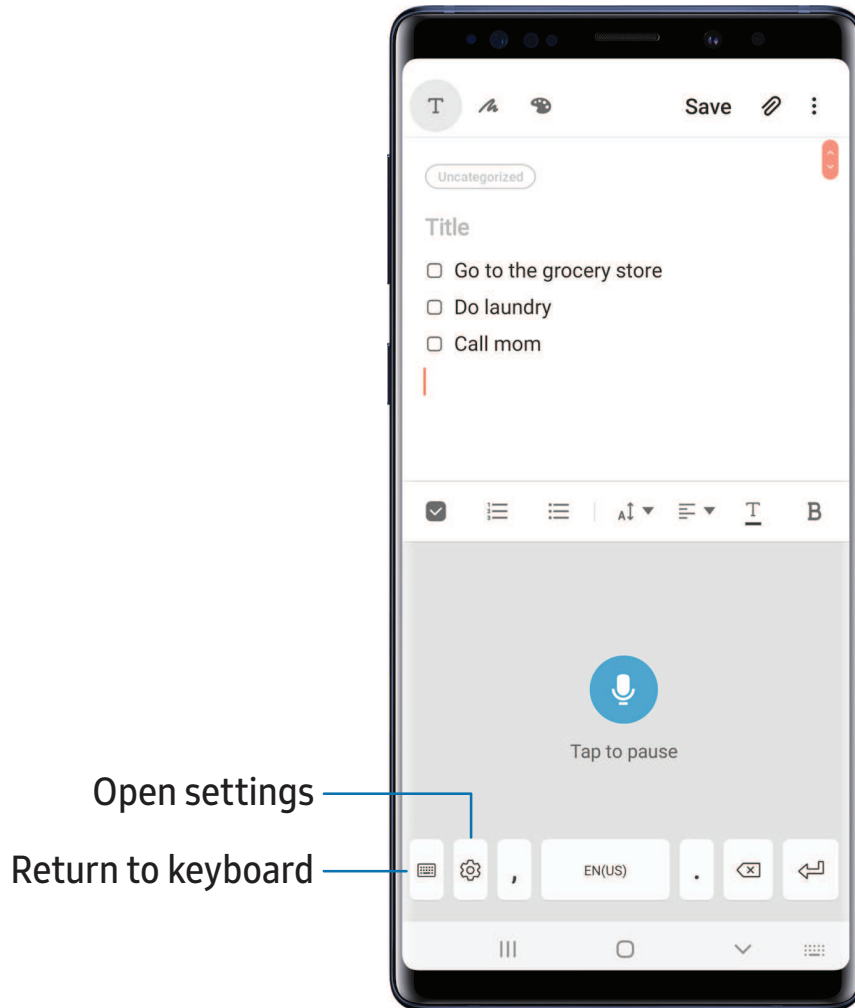 T
Save
Uncategorized
Title
Go to the grocery store
Do laundry
Call mom
A T B
Tap to pause
Open settings
Return to keyboard
, EN(US) .